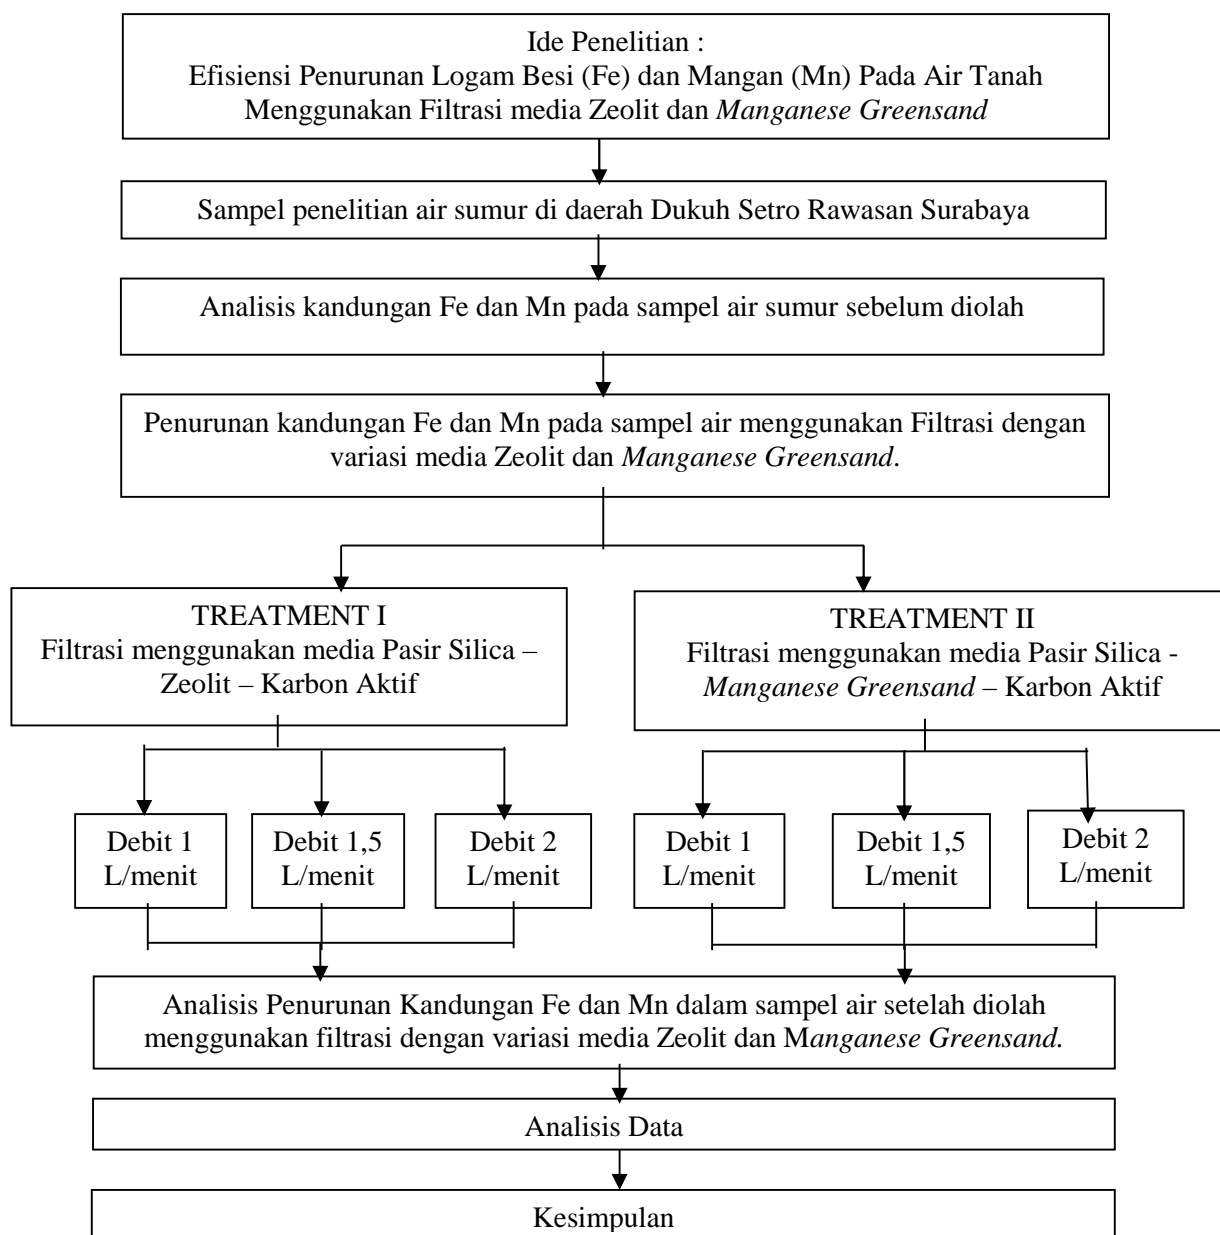 Ide Penelitian :
Efisiensi Penurunan Logam Besi (Fe) dan Mangan (Mn) Pada Air Tanah
Menggunakan Filtrasi media Zeolit dan Manganese Greensand
Sampel penelitian air sumur di daerah Dukuh Setro Rawasan Surabaya
Analisis kandungan Fe dan Mn pada sampel air sumur sebelum diolah
Penurunan kandungan Fe dan Mn pada sampel air menggunakan Filtrasi dengan
variasi media Zeolit dan Manganese Greensand.
TREATMENT I
Filtrasi menggunakan media Pasir Silica –
Zeolit – Karbon Aktif
TREATMENT II
Filtrasi menggunakan media Pasir Silica -
Manganese Greensand – Karbon Aktif
Debit 1
L/menit
Debit 1,5
L/menit
Debit 2
L/menit
Debit 1
L/menit
Debit 1,5
L/menit
Debit 2
L/menit
Analisis Penurunan Kandungan Fe dan Mn dalam sampel air setelah diolah
menggunakan filtrasi dengan variasi media Zeolit dan Manganese Greensand.
Analisis Data
Kesimpulan